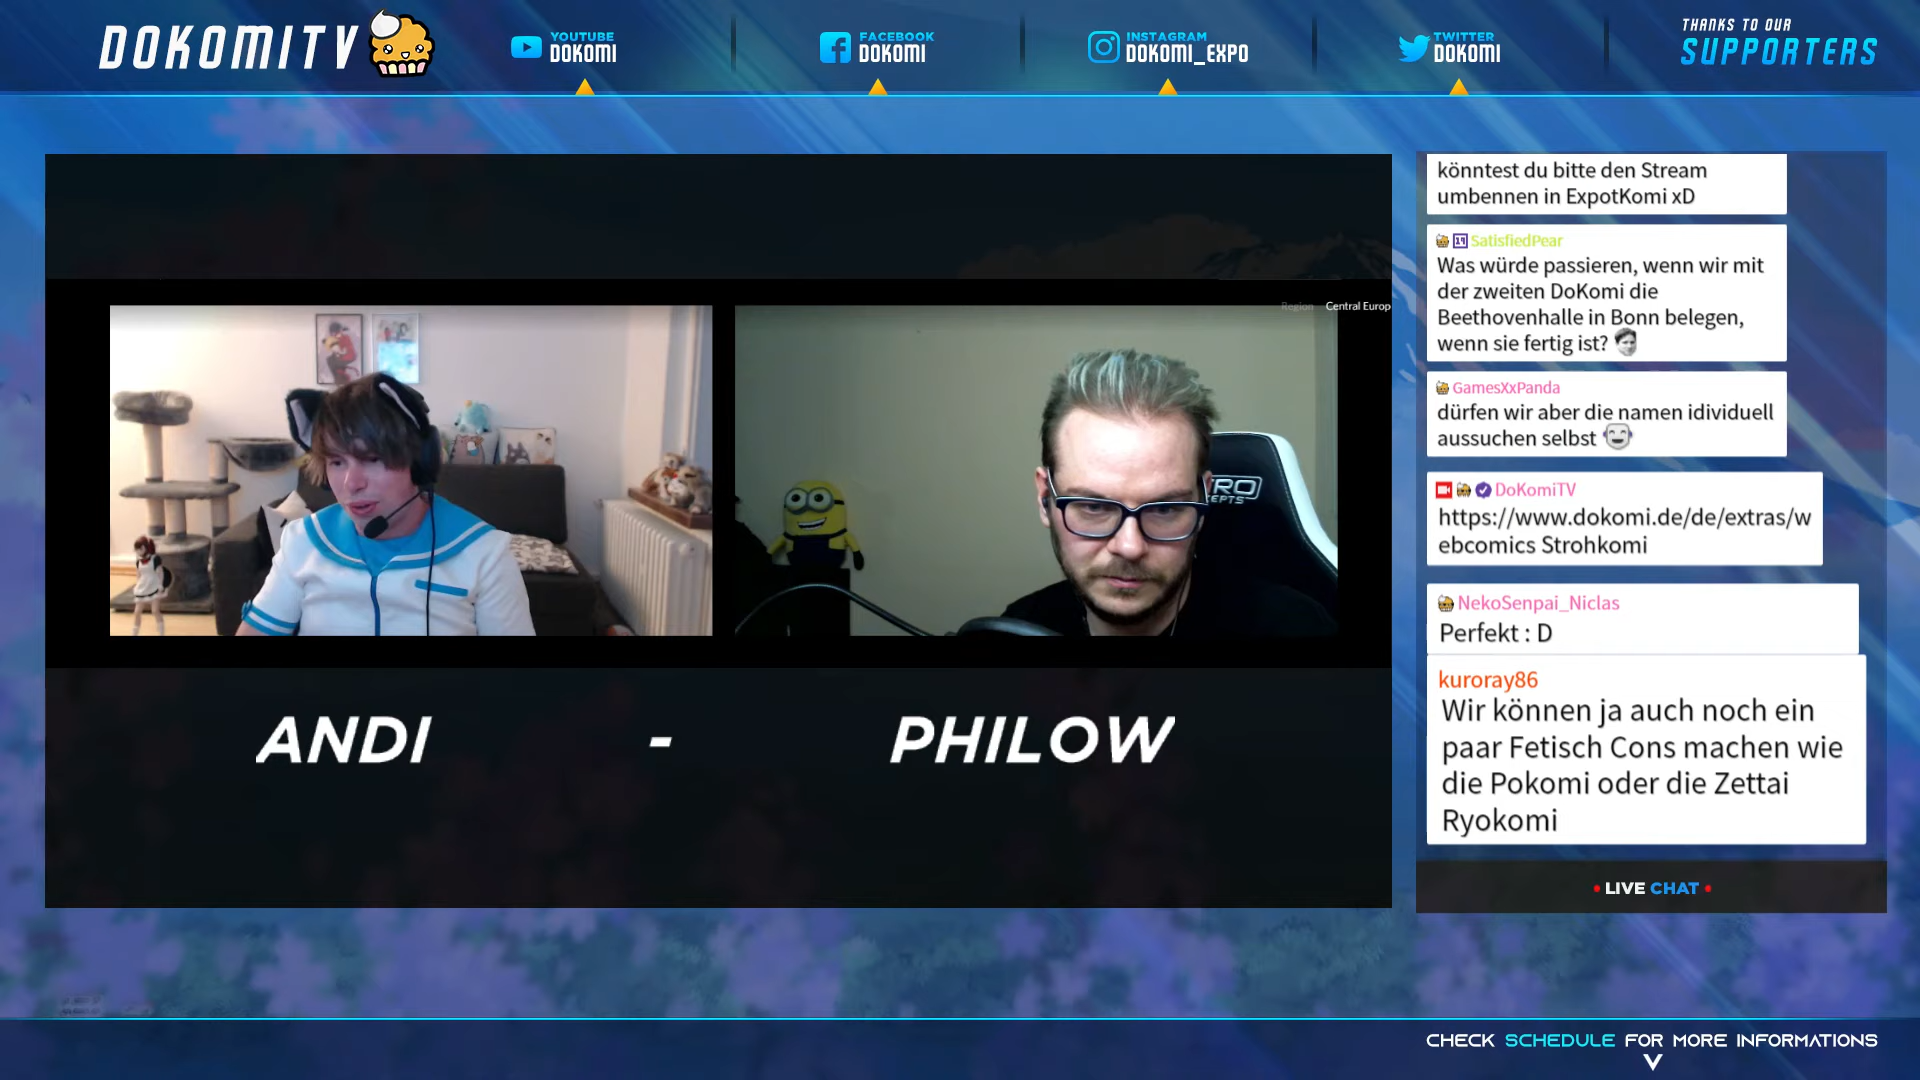 DOKOMITV
YOUTUBE
DOKOMI
FACEBOOK
DOKOMI
INSTAGRAM
DOKOMI_EXPO
TWITTER
DOKOMI
THANKS TO OUR
SUPPORTERS
Region Central Europ
ANDI - PHILOW
könntest du bitte den Stream
umbennen in ExpotKomi xD
19 SatisfiedPear
Was würde passieren, wenn wir mit
der zweiten DoKomi die
Beethovenhalle in Bonn belegen,
wenn sie fertig ist?
GamesXxPanda
dürfen wir aber die namen idividuell
aussuchen selbst
DoKomiTV
https://www.dokomi.de/de/extras/w
ebcomics Strohkomi
NekoSenpai_Niclas
Perfekt : D
kuroray86
Wir können ja auch noch ein
paar Fetisch Cons machen wie
die Pokomi oder die Zettai
Ryokomi
• LIVE CHAT •
CHECK SCHEDULE FOR MORE INFORMATIONS